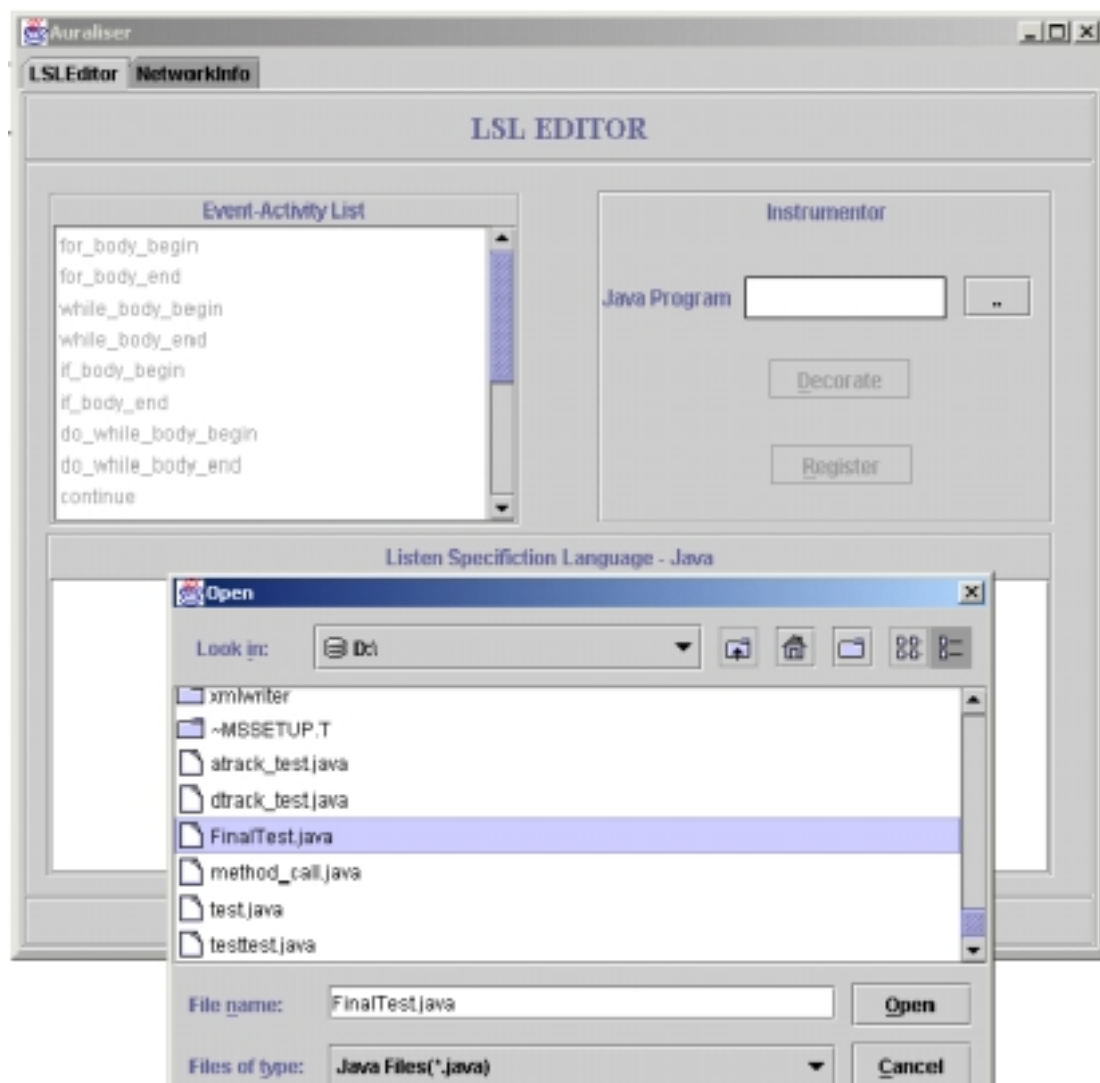 Auraliser
LSLEditor NetworkInfo
LSL EDITOR
Event-Activity List
for_body_begin
for_body_end
while_body_begin
while_body_end
if_body_begin
if_body_end
do_while_body_begin
do_while_body_end
continue
Instrumentor
Java Program ..
Decorate
Register
Listen Specifiction Language - Java
Open
Look in: D:\
xmlwriter
~MSSETUP.T
atrack_test.java
dtrack_test.java
FinalTest.java
method_call.java
test.java
testtest.java
File name: FinalTest.java Open
Files of type: Java Files(*.java) Cancel